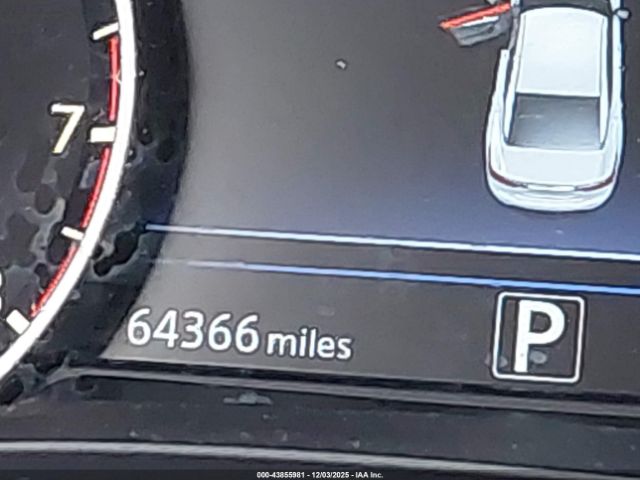 7
64366 miles
P
000-43855981 - 12/03/2025 - IAA Inc.